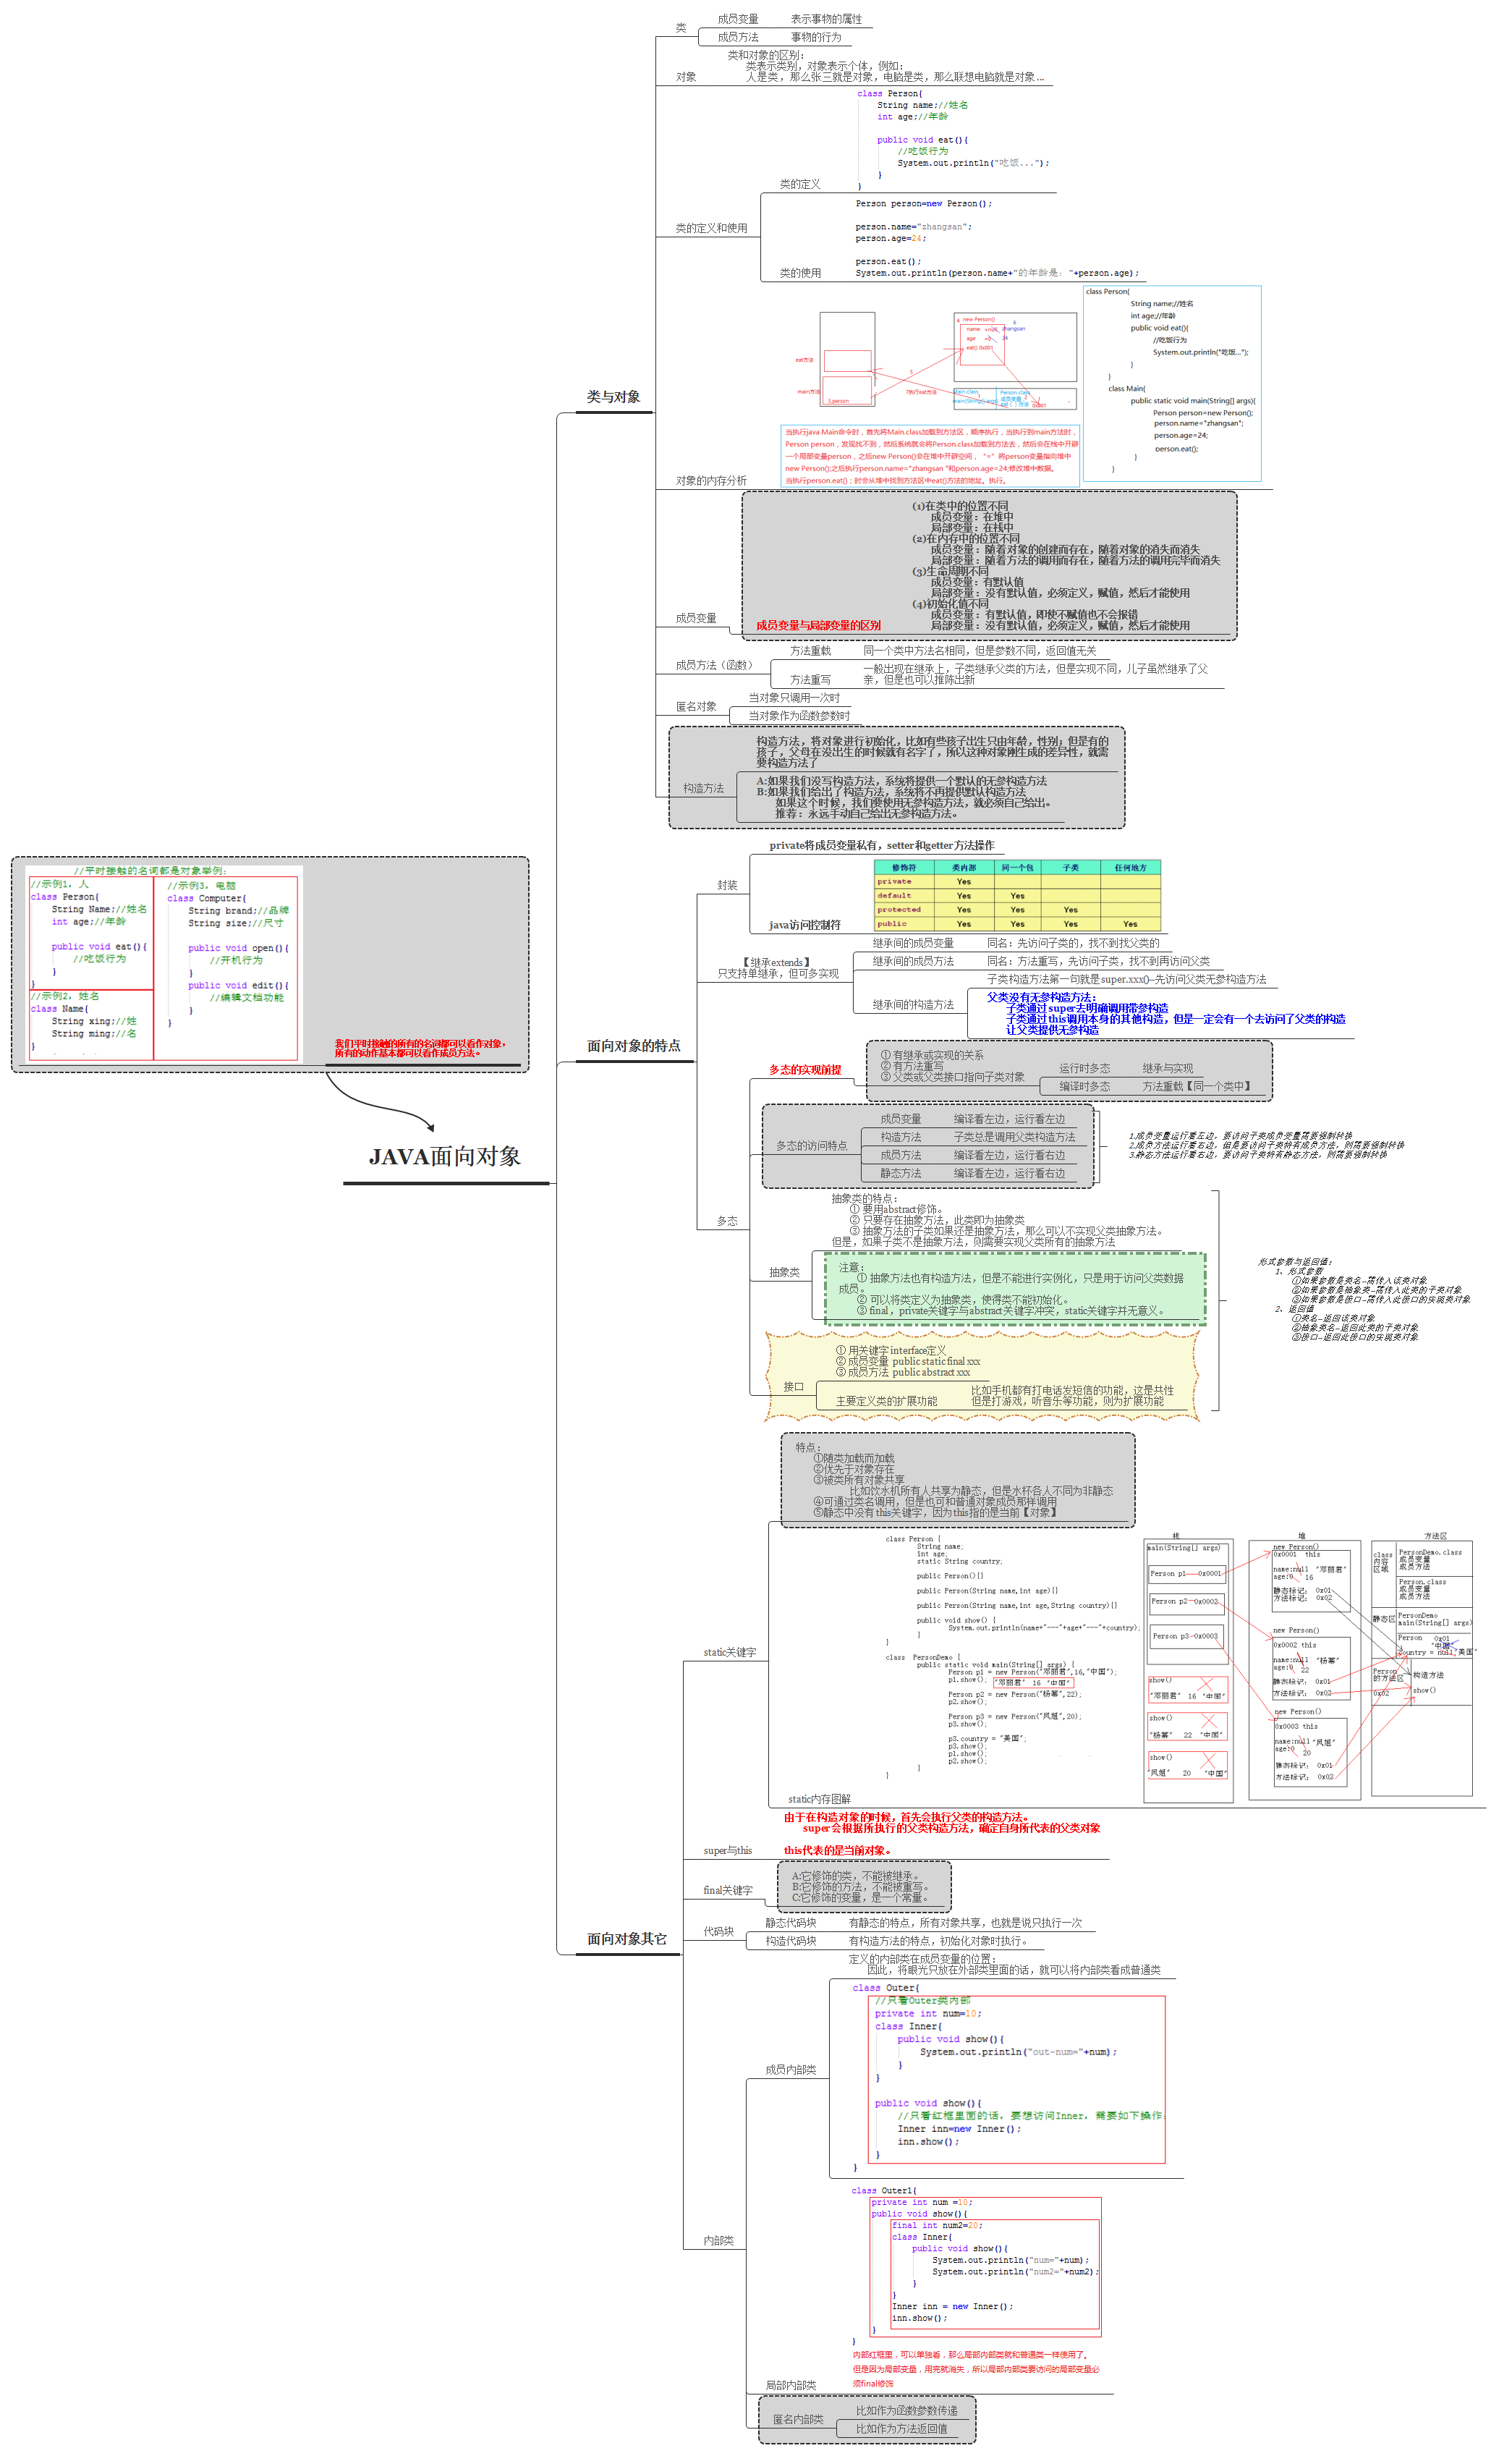 JAVA面向对象
//平时接触的名词都是对象举例：
//示例1，人
class Person{
String Name;//姓名
int age;//年龄
public void eat(){
//吃饭行为
}
}
//示例2，姓名
class Name{
String xing;//姓
String ming;//名
}
//示例3，电脑
class Computer{
String brand;//品牌
String size;//尺寸
public void open(){
//开机行为
}
public void edit(){
//编辑文档功能
}
}
我们平时接触的所有的名词都可以看作对象，
所有的动作基本都可以看作成员方法。
类与对象
类
成员变量 表示事物的属性
成员方法 事物的行为
对象
类和对象的区别：
类表示类别，对象表示个体，例如：
人是类，那么张三就是对象，电脑是类，那么联想电脑就是对象 ...
类的定义和使用
类的定义
class Person{
String name;//姓名
int age;//年龄
public void eat(){
//吃饭行为
System.out.println("吃饭...");
}
}
类的使用
Person person=new Person();
person.name="zhangsan";
person.age=24;
person.eat();
System.out.println(person.name+"的年龄是："+person.age);
对象的内存分析
eat方法
main方法
3.person
4 new Person()
name =null zhangsan
6
age =0 24
eat() 0x001
5
7执行eat方法
Main.class
main(String[] args)
1
Person.class
成员变量 2
0x001
当执行java Main命令时，首先将Main.class加载到方法区，顺序执行，当执行到main方法时，
Person person，发现找不到，然后系统就会将Person.class加载到方法去，然后会在栈中开辟
一个局部变量person，之后new Person()会在堆中开辟空间，“=”将person变量指向堆中
new Person();之后执行person.name="zhangsan "和person.age=24;修改堆中数据。
当执行person.eat()；时会从堆中找到方法区中eat()方法的地址。执行。
class Person{
String name;//姓名
int age;//年龄
public void eat(){
//吃饭行为
System.out.println("吃饭...");
}
}
class Main{
public static void main(String[] args){
Person person=new Person();
person.name="zhangsan";
person.age=24;
person.eat();
}
}
成员变量
成员变量与局部变量的区别
(1)在类中的位置不同
成员变量：在堆中
局部变量：在栈中
(2)在内存中的位置不同
成员变量：随着对象的创建而存在，随着对象的消失而消失
局部变量：随着方法的调用而存在，随着方法的调用完毕而消失
(3)生命周期不同
成员变量：有默认值
局部变量：没有默认值，必须定义，赋值，然后才能使用
(4)初始化值不同
成员变量：有默认值，即使不赋值也不会报错
局部变量：没有默认值，必须定义，赋值，然后才能使用
成员方法（函数）
方法重载 同一个类中方法名相同，但是参数不同，返回值无关
方法重写
一般出现在继承上，子类继承父类的方法，但是实现不同，儿子虽然继承了父
亲，但是也可以推陈出新
匿名对象
当对象只调用一次时
当对象作为函数参数时
构造方法
构造方法，将对象进行初始化，比如有些孩子出生只由年龄，性别；但是有的
孩子，父母在没出生的时候就有名字了，所以这种对象刚生成的差异性，就需
要构造方法了
A:如果我们没写构造方法，系统将提供一个默认的无参构造方法
B:如果我们给出了构造方法，系统将不再提供默认构造方法
如果这个时候，我们要使用无参构造方法，就必须自己给出。
推荐：永远手动自己给出无参构造方法。
面向对象的特点
封装
private将成员变量私有，setter和getter方法操作
java访问控制符
修饰符 类内部 同一个包 子类 任何地方
private Yes
default Yes Yes
protected Yes Yes Yes
public Yes Yes Yes Yes
【继承extends】
只支持单继承，但可多实现
继承间的成员变量 同名：先访问子类的，找不到找父类的
继承间的成员方法 同名：方法重写，先访问子类，找不到再访问父类
继承间的构造方法
子类构造方法第一句就是super.xxx()--先访问父类无参构造方法
父类没有无参构造方法：
子类通过super去明确调用带参构造
子类通过this调用本身的其他构造，但是一定会有一个去访问了父类的构造
让父类提供无参构造
多态
多态的实现前提
① 有继承或实现的关系
② 有方法重写
③ 父类或父类接口指向子类对象
运行时多态 继承与实现
编译时多态 方法重载【同一个类中】
多态的访问特点
成员变量 编译看左边，运行看左边
构造方法 子类总是调用父类构造方法
成员方法 编译看左边，运行看右边
静态方法 编译看左边，运行看右边
1.成员变量运行看左边，要访问子类成员变量需要强制转换
2.成员方法运行看右边，但是要访问子类特有成员方法，则需要强制转换
3.静态方法运行看右边，要访问子类特有静态方法，则需要强制转换
抽象类
抽象类的特点：
① 要用abstract修饰。
② 只要存在抽象方法，此类即为抽象类
③ 抽象方法的子类如果还是抽象方法，那么可以不实现父类抽象方法。
但是，如果子类不是抽象方法，则需要实现父类所有的抽象方法
注意：
① 抽象方法也有构造方法，但是不能进行实例化，只是用于访问父类数据
成员。
② 可以将类定义为抽象类，使得类不能初始化。
③ final，private关键字与abstract关键字冲突，static关键字并无意义。
接口
① 用关键字 interface定义
② 成员变量 public static final xxx
③ 成员方法 public abstract xxx
主要定义类的扩展功能
比如手机都有打电话发短信的功能，这是共性
但是打游戏，听音乐等功能，则为扩展功能
形式参数与返回值：
1、形式参数
①如果参数是类名--需传入该类对象
②如果参数是抽象类--需传入此类的子类对象
③如果参数是接口--需传入此接口的实现类对象
2、返回值
①类名--返回该类对象
②抽象类名--返回此类的子类对象
③接口--返回此接口的实现类对象
面向对象其它
static关键字
特点：
①随类加载而加载
②优先于对象存在
③被类所有对象共享
比如饮水机所有人共享为静态，但是水杯各人不同为非静态
④可通过类名调用，但是也可和普通对象成员那样调用
⑤静态中没有this关键字，因为this指的是当前【对象】
static内存图解
class Person {
String name;
int age;
static String country;
public Person(){}
public Person(String name,int age){}
public Person(String name,int age,String country){}
public void show() {
System.out.println(name+"---"+age+"---"+country);
}
}
class PersonDemo {
public static void main(String[] args) {
Person p1 = new Person("邓丽君",16,"中国");
p1.show(); "邓丽君" 16 "中国"
Person p2 = new Person("杨幂",22);
p2.show();
Person p3 = new Person("凤姐",20);
p3.show();
p3.country = "美国";
p3.show();
p1.show();
p2.show();
}
}
栈
main(String[] args)
Person p1 0x0001
Person p2 0x0002
Person p3 0x0003
show()
"邓丽君" 16 "中国"
show()
"杨幂" 22 "中国"
show()
"凤姐" 20 "中国"
堆
new Person()
0x0001 this
name:null "邓丽君"
age:0 16
静态标记： 0x01
方法标记： 0x02
new Person()
0x0002 this
name:null "杨幂"
age:0 22
静态标识： 0x01
方法标识： 0x02
new Person()
0x0003 this
name:null "凤姐"
age:0 20
静态标识： 0x01
方法标识： 0x02
方法区
class
内容
区域
PersonDemo.class
成员变量
成员方法
Person.class
成员变量
成员方法
静态区
PersonDemo
main(String[] args)
Person 0x01
"中国"
country = null "美国"
Person
的方法区
0x02
构造方法
show()
super与this
由于在构造对象的时候，首先会执行父类的构造方法。
super会根据所执行的父类构造方法，确定自身所代表的父类对象
this代表的是当前对象。
final关键字
A:它修饰的类，不能被继承。
B:它修饰的方法，不能被重写。
C:它修饰的变量，是一个常量。
代码块
静态代码块 有静态的特点，所有对象共享，也就是说只执行一次
构造代码块 有构造方法的特点，初始化对象时执行。
内部类
成员内部类
定义的内部类在成员变量的位置：
因此，将眼光只放在外部类里面的话，就可以将内部类看成普通类
class Outer{
//只看Outer类内部
private int num=10;
class Inner{
public void show(){
System.out.println("out-num="+num);
}
}
public void show(){
//只看红框里面的话，要想访问Inner，需要如下操作：
Inner inn=new Inner();
inn.show();
}
}
局部内部类
class Outer1{
private int num =10;
public void show(){
final int num2=20;
class Inner{
public void show(){
System.out.println("num="+num);
System.out.println("num2="+num2);
}
}
Inner inn = new Inner();
inn.show();
}
}
内部红框里，可以单独看，那么局部内部类就和普通类一样使用了。
但是因为局部变量，用完就消失，所以局部内部类要访问的局部变量必
须final修饰
匿名内部类
比如作为函数参数传递
比如作为方法返回值